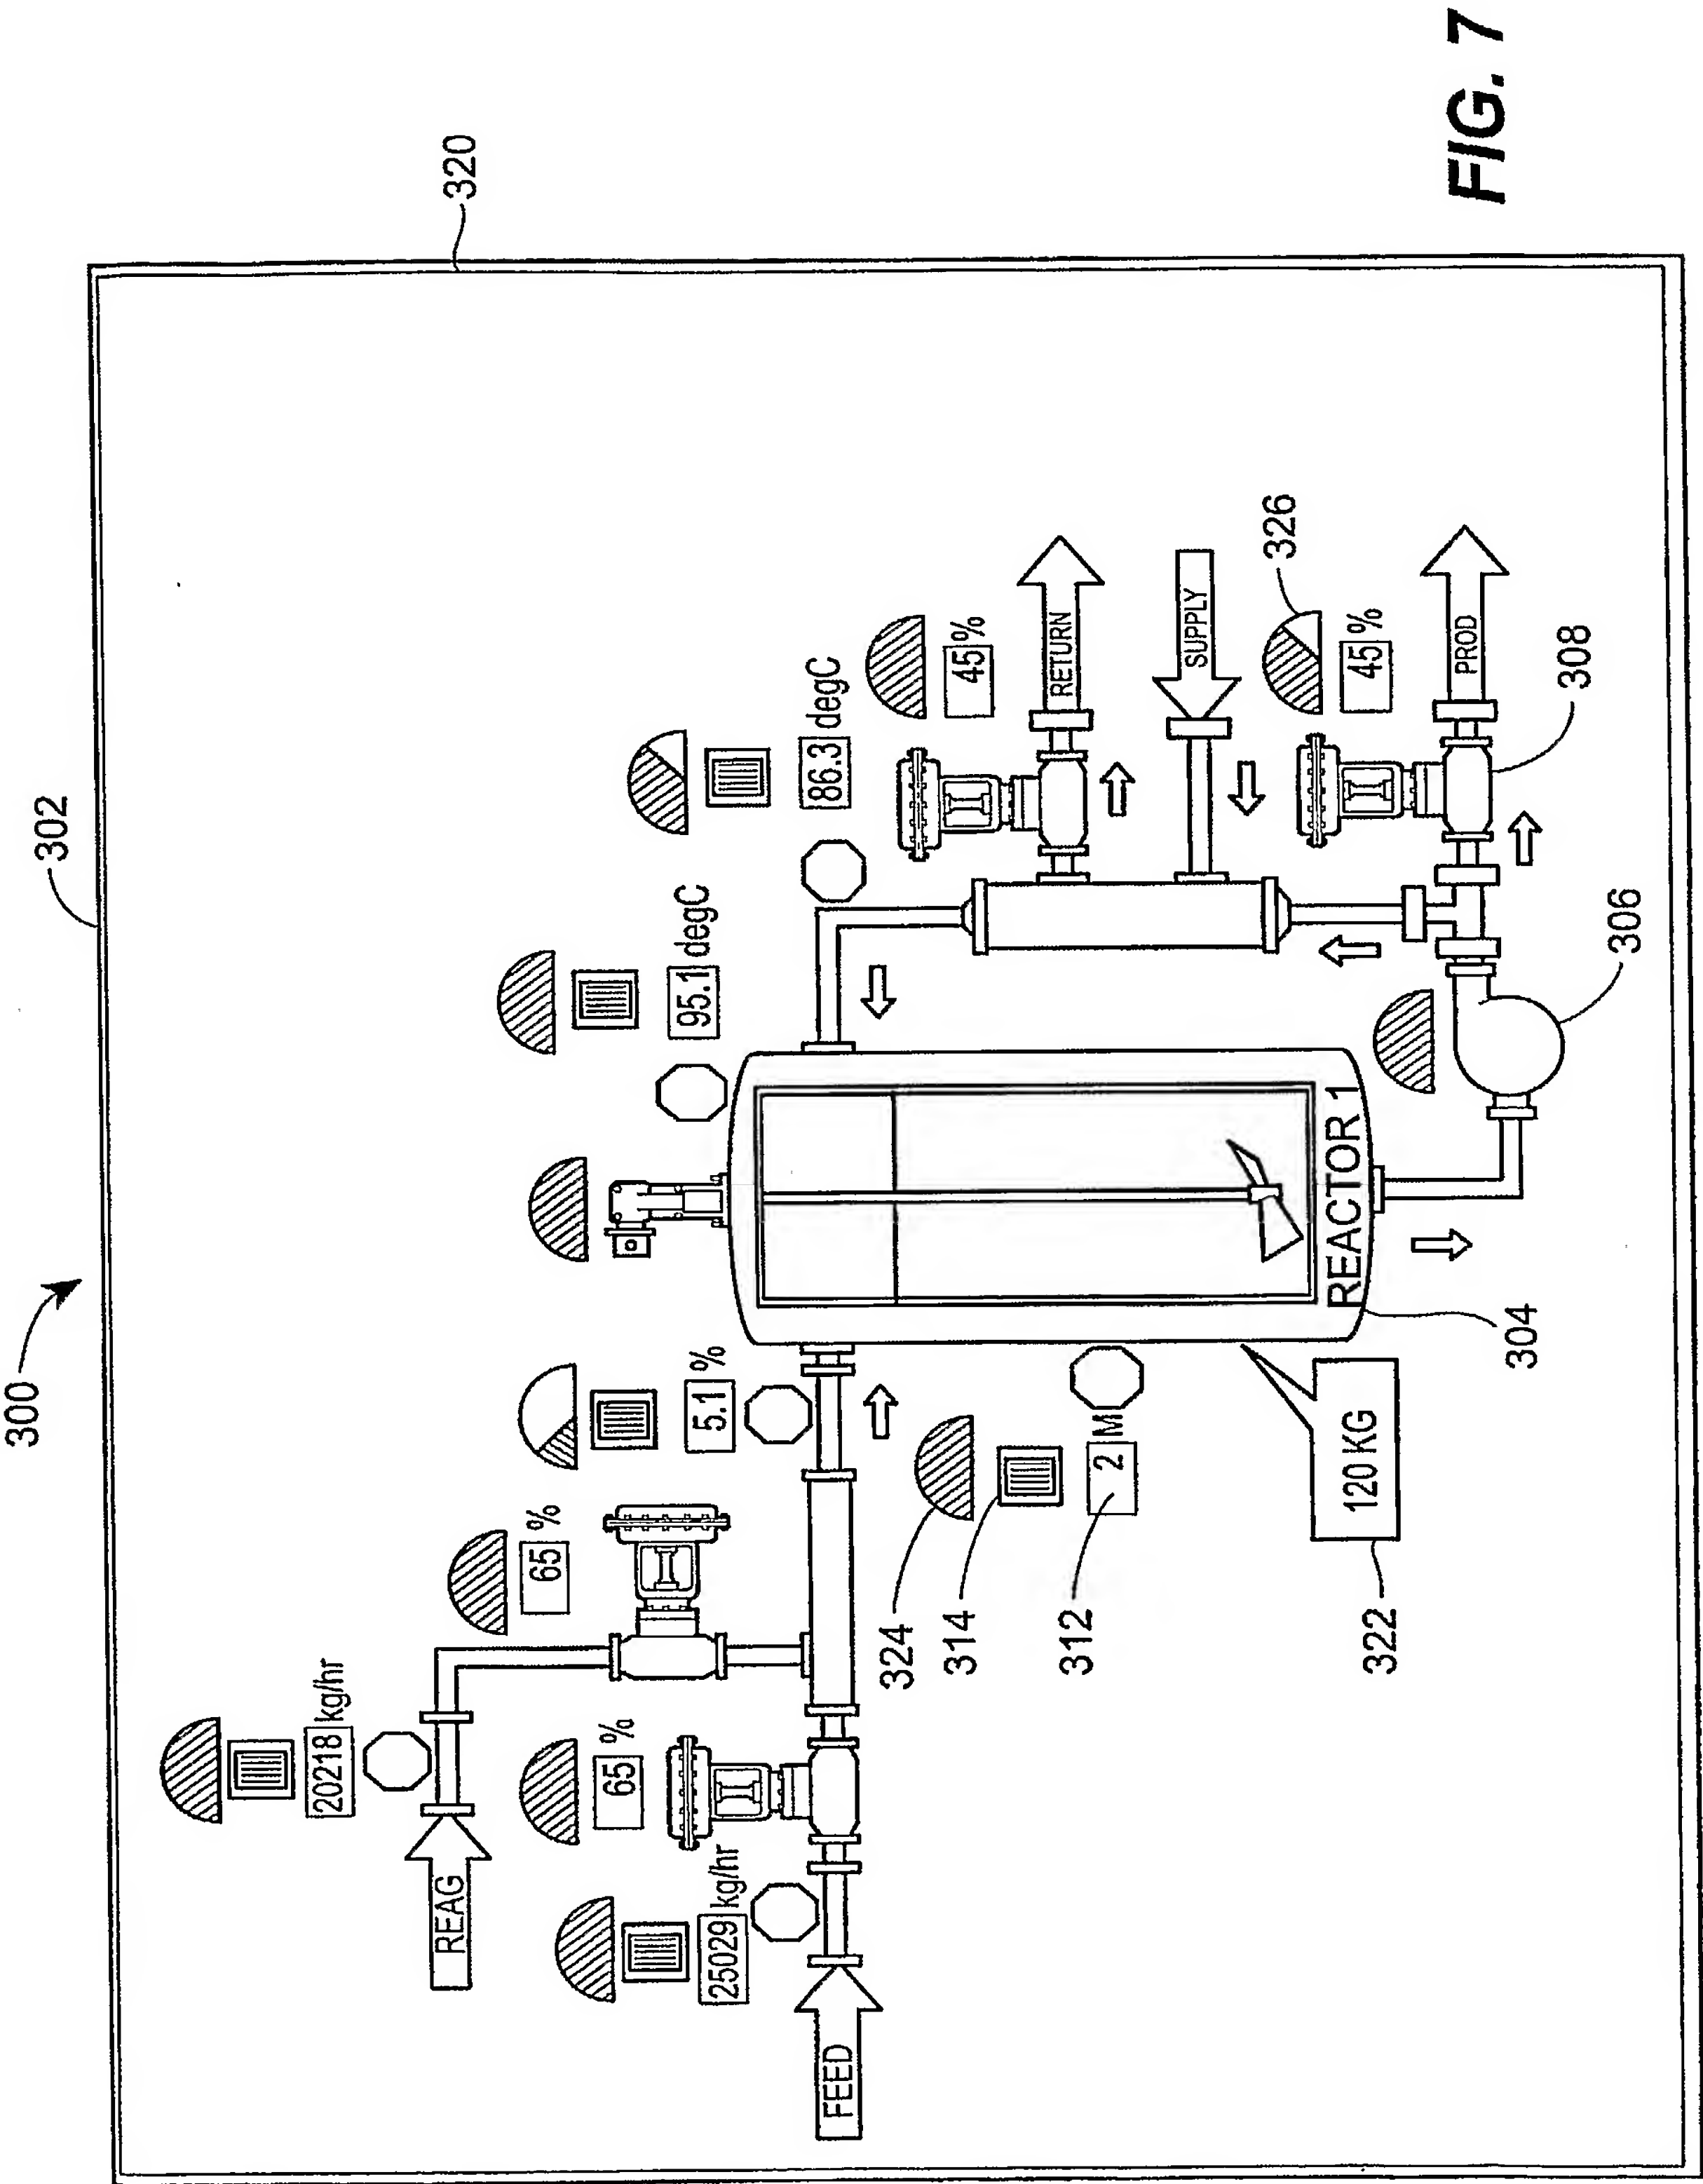 300
302
320
20218 kg/hr
REAG
65 %
5.1 %
95.1 degC
86.3 degC
25029 kg/hr
65 %
45 %
RETURN
FEED
324
314
312
2 M
SUPPLY
326
45 %
PROD
REACTOR 1
120 KG
322
304
306
308
FIG. 7